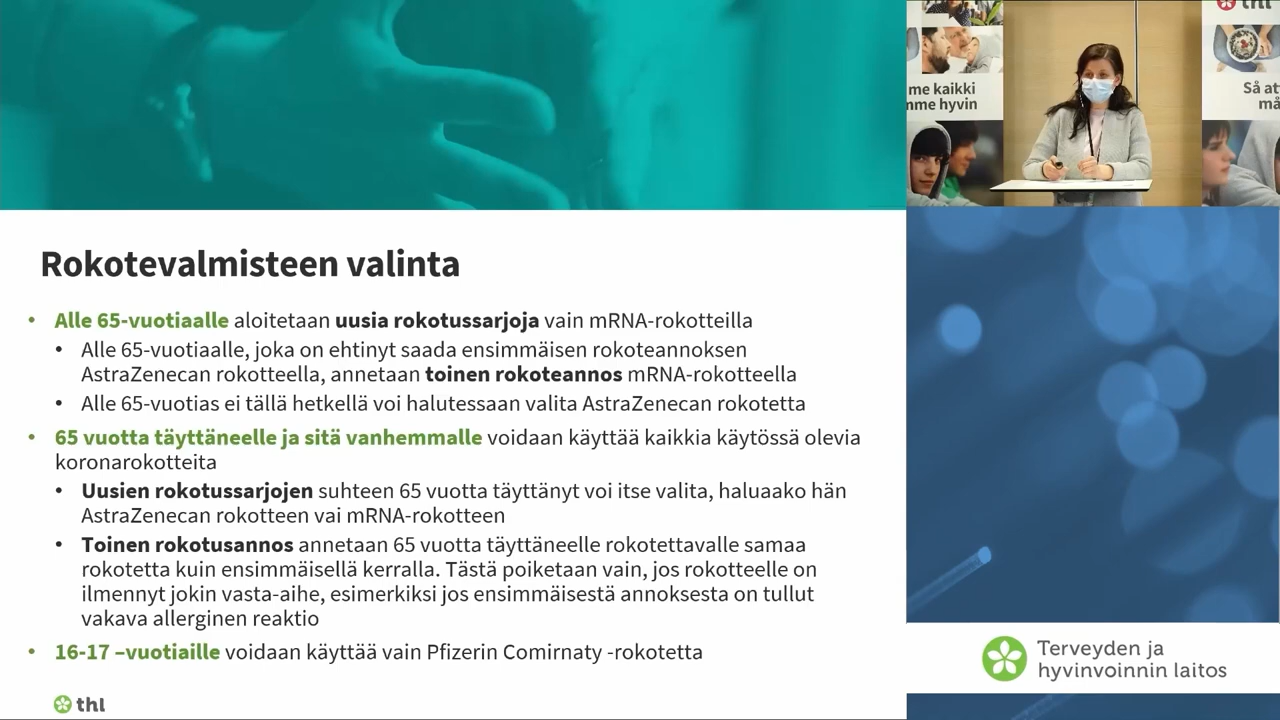 Rokotevalmisteen valinta
• Alle 65-vuotiaalle aloitetaan uusia rokotussarjoja vain mRNA-rokotteilla
• Alle 65-vuotiaalle, joka on ehtinyt saada ensimmäisen rokoteannoksen
AstraZenecan rokotteella, annetaan toinen rokoteannos mRNA-rokotteella
• Alle 65-vuotias ei tällä hetkellä voi halutessaan valita AstraZenecan rokotetta
• 65 vuotta täyttäneelle ja sitä vanhemmalle voidaan käyttää kaikkia käytössä olevia
koronarokotteita
• Uusien rokotussarjojen suhteen 65 vuotta täyttänyt voi itse valita, haluaako hän
AstraZenecan rokotteen vai mRNA-rokotteen
• Toinen rokotusannos annetaan 65 vuotta täyttäneelle rokotettavalle samaa
rokotetta kuin ensimmäisellä kerralla. Tästä poiketaan vain, jos rokotteelle on
ilmennyt jokin vasta-aihe, esimerkiksi jos ensimmäisestä annoksesta on tullut
vakava allerginen reaktio
• 16-17 –vuotiaille voidaan käyttää vain Pfizerin Comirnaty -rokotetta
thl
thl
me kaikki
mme hyvin
Så at
må
Terveyden ja
hyvinvoinnin laitos